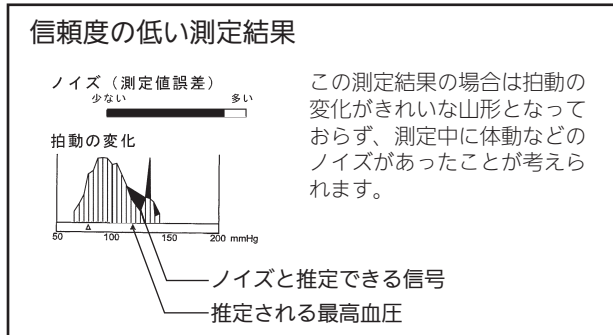 信頼度の低い測定結果
ノイズ（測定値誤差）
少ない 多い
拍動の変化
50 100 150 200 mmHg
ノイズと推定できる信号
推定される最高血圧
この測定結果の場合は拍動の
変化がきれいな山形となって
おらず、測定中に体動などの
ノイズがあったことが考えら
れます。